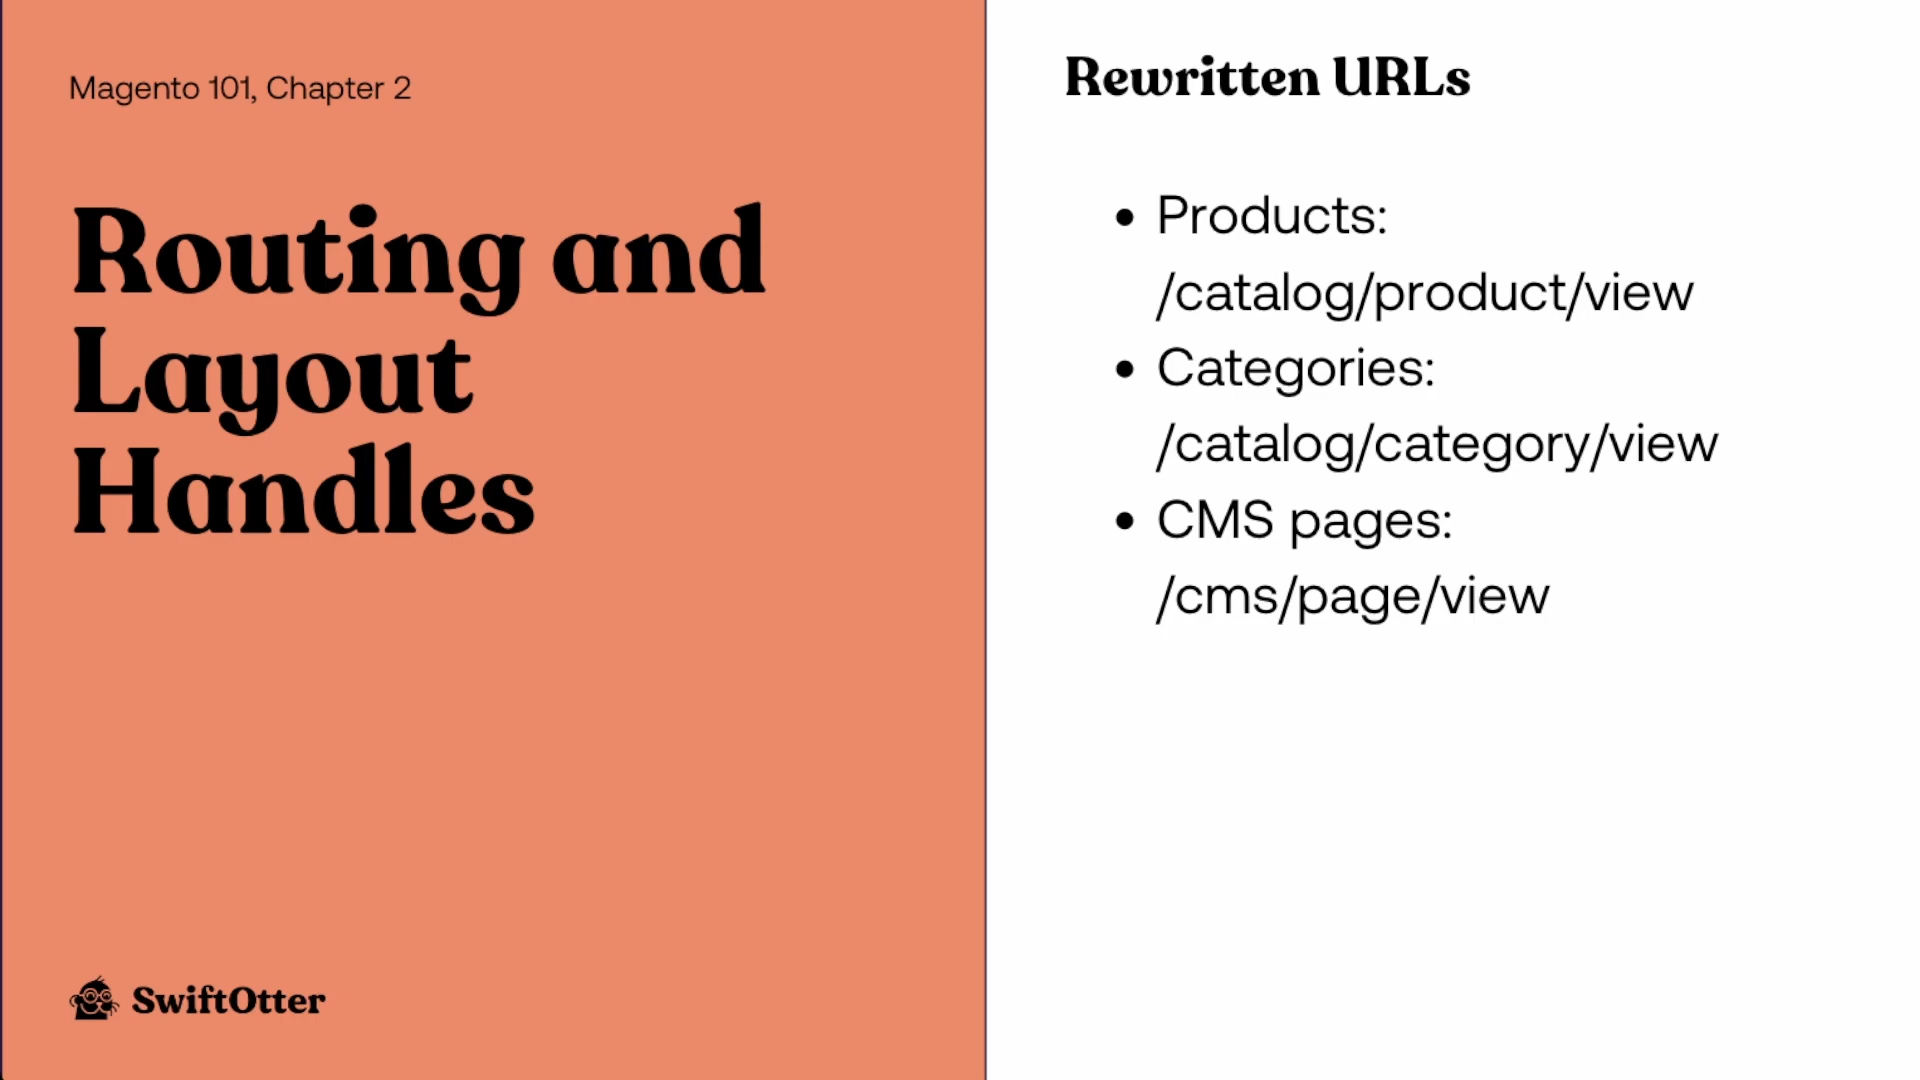 Magento 101, Chapter 2
Routing and
Layout
Handles
SwiftOtter
Rewritten URLs
• Products:
/catalog/product/view
• Categories:
/catalog/category/view
• CMS pages:
/cms/page/view